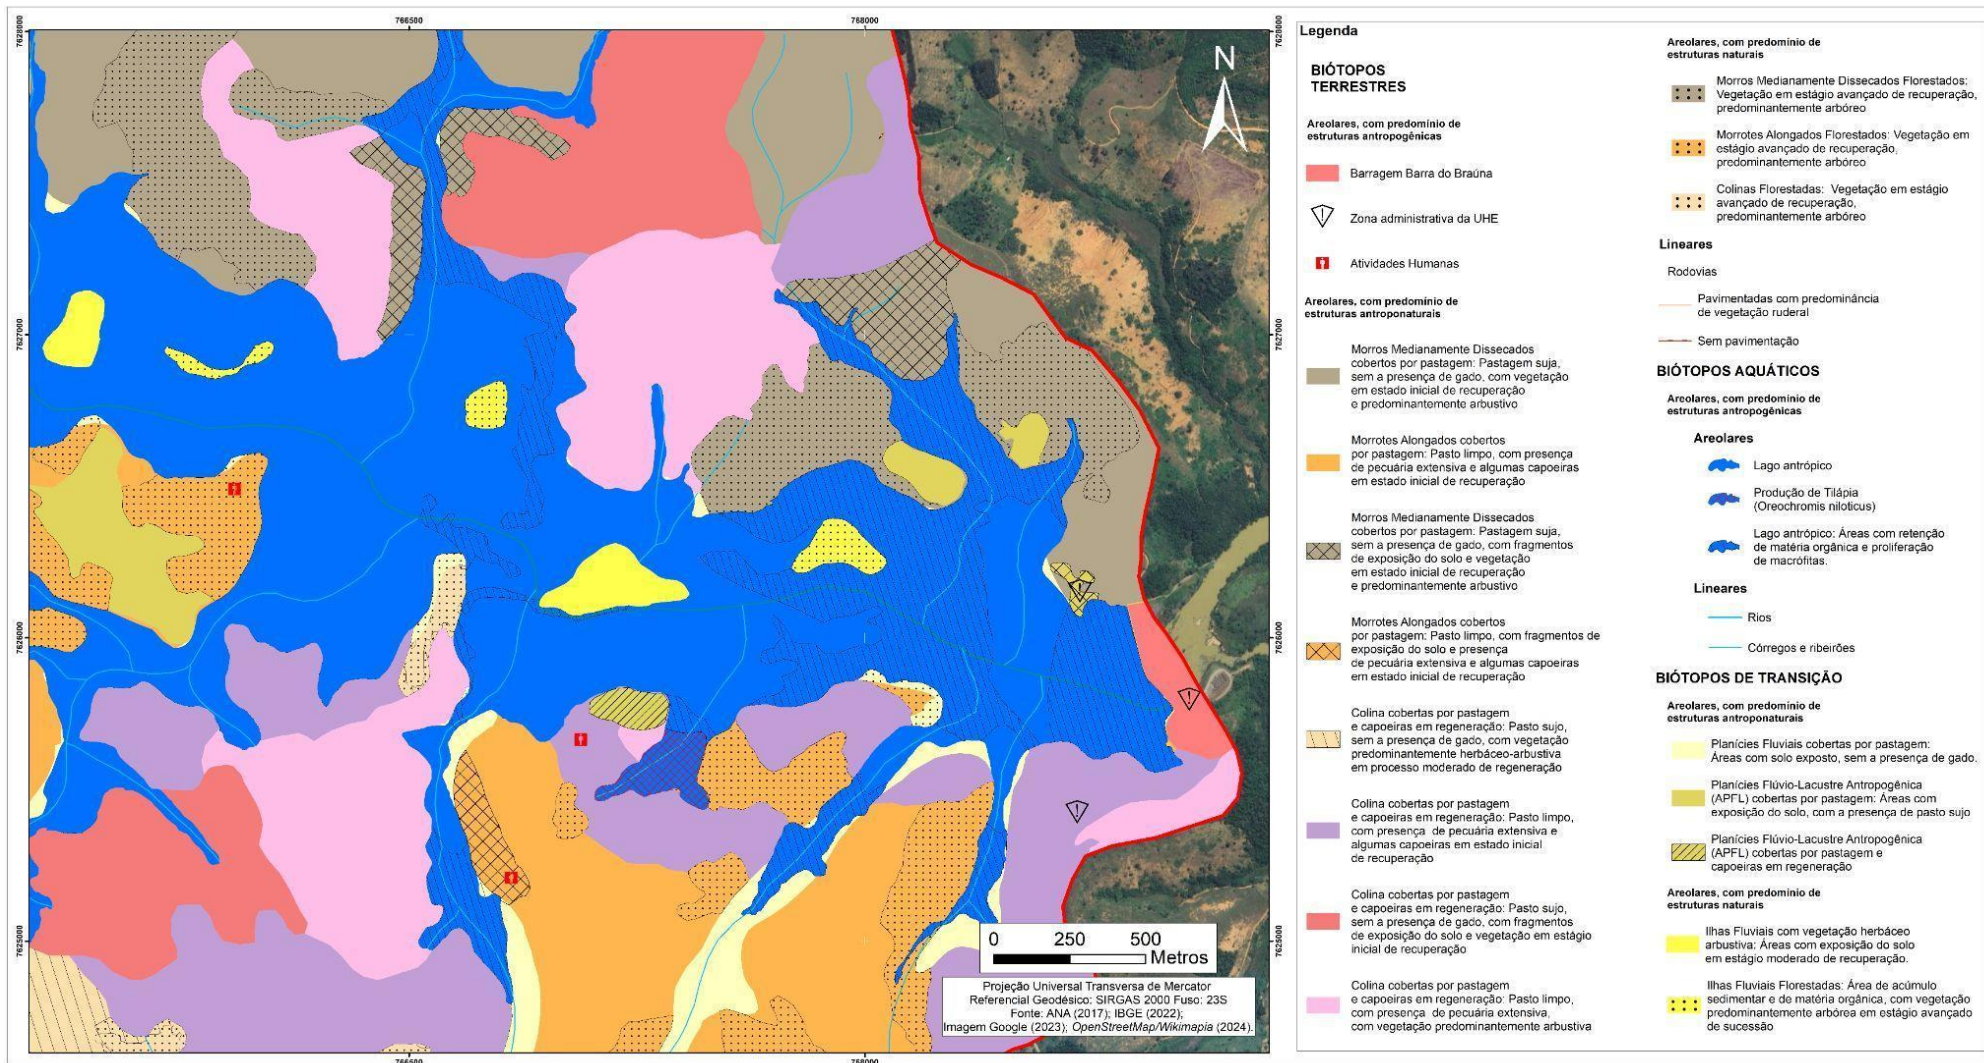 766500
768000
7628000
7628000
N
7627000
7627000
7626000
7626000
7625000
7625000
0 250 500
Metros
Projeção Universal Transversa de Mercator
Referencial Geodésico: SIRGAS 2000 Fuso: 23S
Fonte: ANA (2017); IBGE (2022);
Imagem Google (2023); OpenStreetMap/Wikimapia (2024).
766500
768000
Legenda
BIÓTOPOS
TERRESTRES
Areolares, com predomínio de
estruturas antropogênicas
Barragem Barra do Braúna
Zona administrativa da UHE
Atividades Humanas
Areolares, com predomínio de
estruturas antroponaturais
Morros Medianamente Dissecados
cobertos por pastagem: Pastagem suja,
sem a presença de gado, com vegetação
em estado inicial de recuperação
e predominantemente arbustivo
Morrotes Alongados cobertos
por pastagem: Pasto limpo, com presença
de pecuária extensiva e algumas capoeiras
em estado inicial de recuperação
Morros Medianamente Dissecados
cobertos por pastagem: Pastagem suja,
sem a presença de gado, com fragmentos
de exposição do solo e vegetação
em estado inicial de recuperação
e predominantemente arbustivo
Morrotes Alongados cobertos
por pastagem: Pasto limpo, com fragmentos de
exposição do solo e presença
de pecuária extensiva e algumas capoeiras
em estado inicial de recuperação
Colina cobertas por pastagem
e capoeiras em regeneração: Pasto sujo,
sem a presença de gado, com vegetação
predominantemente herbáceo-arbustiva
em processo moderado de regeneração
Colina cobertas por pastagem
e capoeiras em regeneração: Pasto limpo,
com presença de pecuária extensiva e
algumas capoeiras em estado inicial
de recuperação
Colina cobertas por pastagem
e capoeiras em regeneração: Pasto sujo,
sem a presença de gado, com fragmentos
de exposição do solo e vegetação em estágio
inicial de recuperação
Colina cobertas por pastagem
e capoeiras em regeneração: Pasto limpo,
com presença de pecuária extensiva,
com vegetação predominantemente arbustiva
Areolares, com predomínio de
estruturas naturais
Morros Medianamente Dissecados Florestados:
Vegetação em estágio avançado de recuperação,
predominantemente arbóreo
Morrotes Alongados Florestados: Vegetação em
estágio avançado de recuperação,
predominantemente arbóreo
Colinas Florestadas: Vegetação em estágio
avançado de recuperação,
predominantemente arbóreo
Lineares
Rodovias
Pavimentadas com predominância
de vegetação ruderal
Sem pavimentação
BIÓTOPOS AQUÁTICOS
Areolares, com predomínio de
estruturas antropogênicas
Areolares
Lago antrópico
Produção de Tilápia
(Oreochromis niloticus)
Lago antrópico: Áreas com retenção
de matéria orgânica e proliferação
de macrófitas.
Lineares
Rios
Córregos e ribeirões
BIÓTOPOS DE TRANSIÇÃO
Areolares, com predomínio de
estruturas antroponaturais
Planícies Fluviais cobertas por pastagem:
Áreas com solo exposto, sem a presença de gado.
Planícies Flúvio-Lacustre Antropogênica
(APFL) cobertas por pastagem: Áreas com
exposição do solo, com a presença de pasto sujo
Planícies Flúvio-Lacustre Antropogênica
(APFL) cobertas por pastagem e
capoeiras em regeneração
Areolares, com predomínio de
estruturas naturais
Ilhas Fluviais com vegetação herbáceo
arbustiva: Áreas com exposição do solo
em estágio moderado de recuperação.
Ilhas Fluviais Florestadas: Área de acúmulo
sedimentar e de matéria orgânica, com vegetação
predominantemente arbórea em estágio avançado
de sucessão